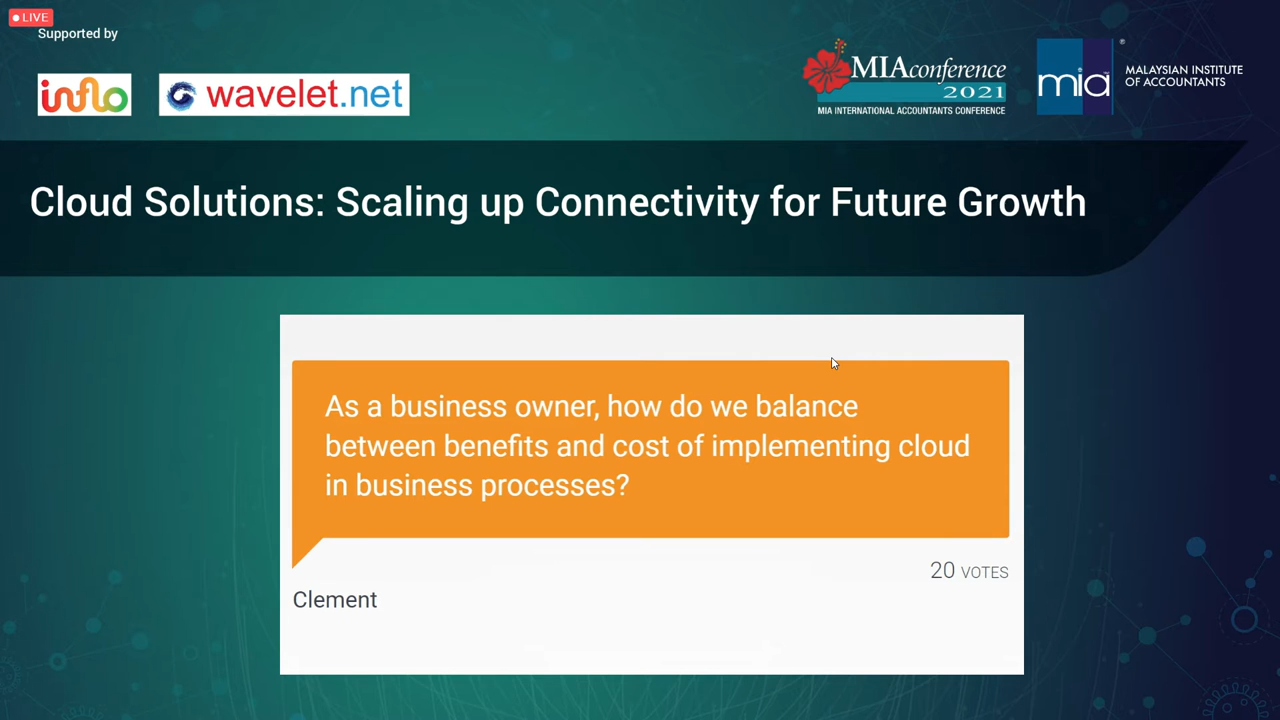 LIVE
Supported by
inflo
wavelet.net
MIAconference
2021
MIA INTERNATIONAL ACCOUNTANTS CONFERENCE
mia
®
MALAYSIAN INSTITUTE
OF ACCOUNTANTS
Cloud Solutions: Scaling up Connectivity for Future Growth
As a business owner, how do we balance
between benefits and cost of implementing cloud
in business processes?
20 VOTES
Clement